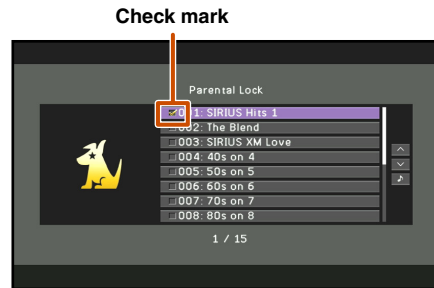 Check mark
Parental Lock
001: SIRIUS Hits 1
002: The Blend
003: SIRIUS XM Love
004: 40s on 4
005: 50s on 5
006: 60s on 6
007: 70s on 7
008: 80s on 8
1 / 15